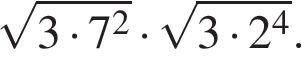 √(3 · 7²) · √(3 · 2⁴).